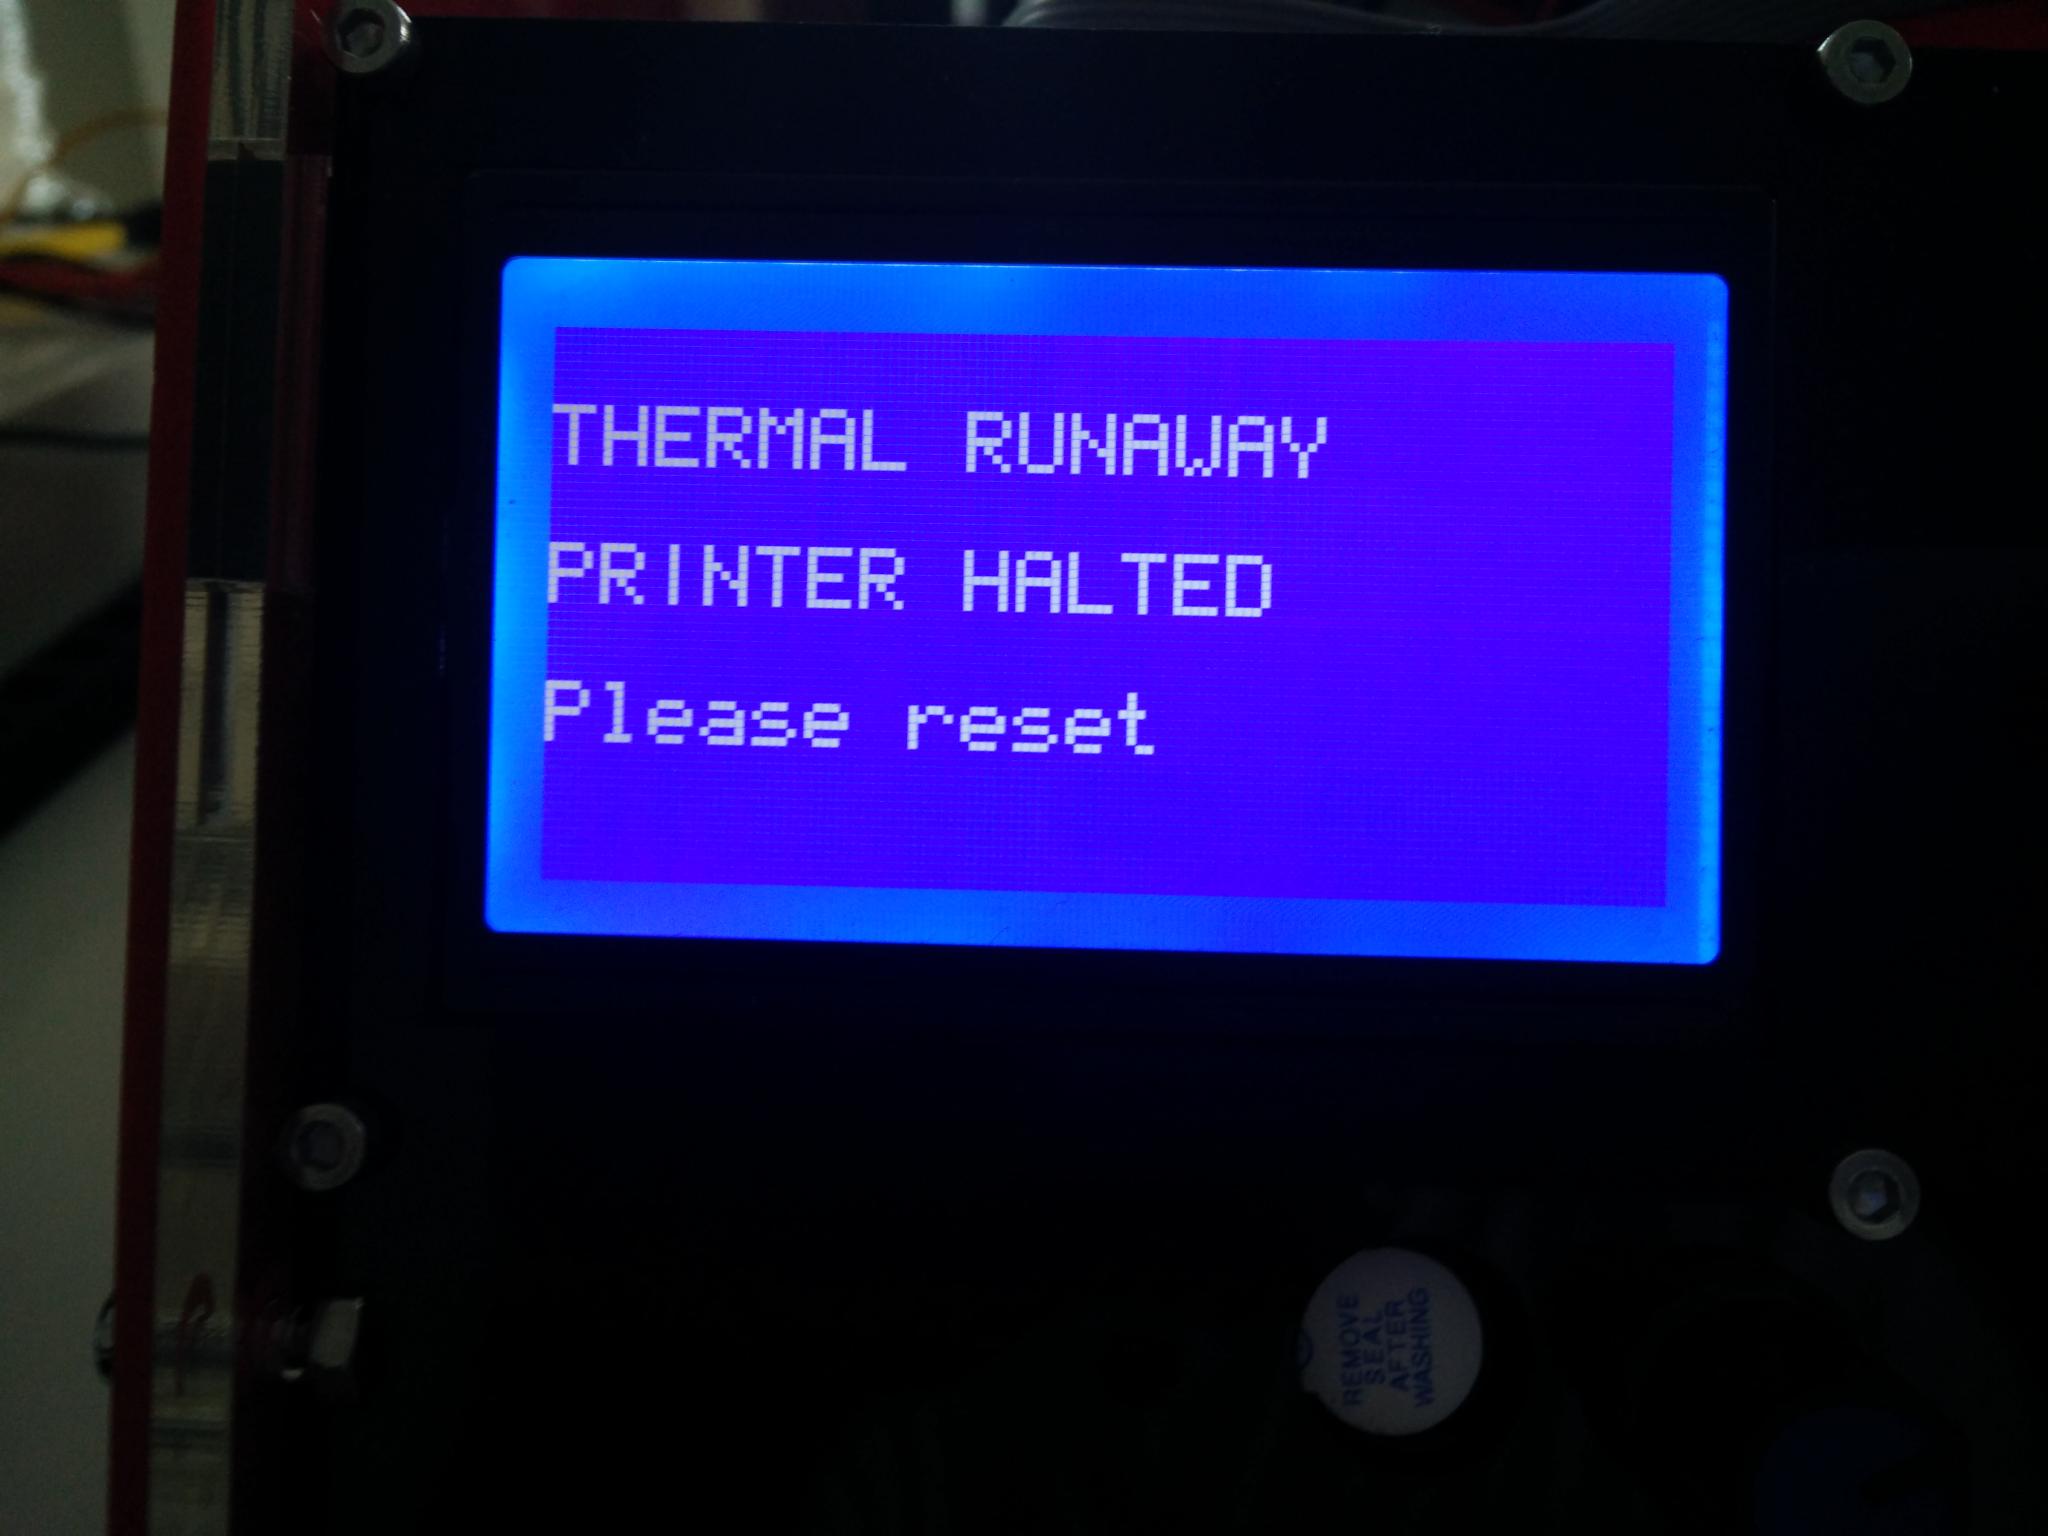 THERMAL RUNAWAY
PRINTER HALTED
Please reset
REMOVE
SEAL
AFTER
WASHING